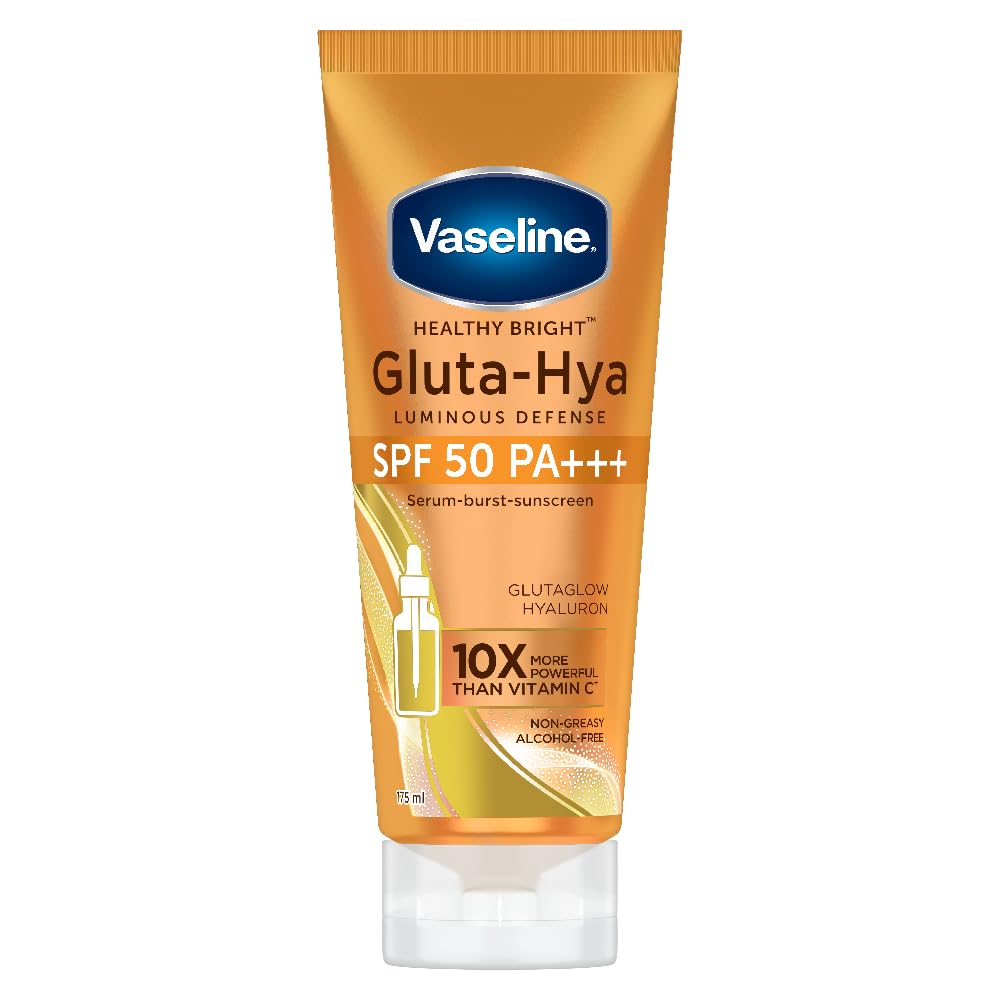 Vaseline®
HEALTHY BRIGHT™
Gluta-Hya
LUMINOUS DEFENSE
SPF 50 PA+++
Serum-burst-sunscreen
GLUTAGLOW
HYALURON
10X MORE
POWERFUL
THAN VITAMIN C
NON-GREASY
ALCOHOL-FREE
175 ml